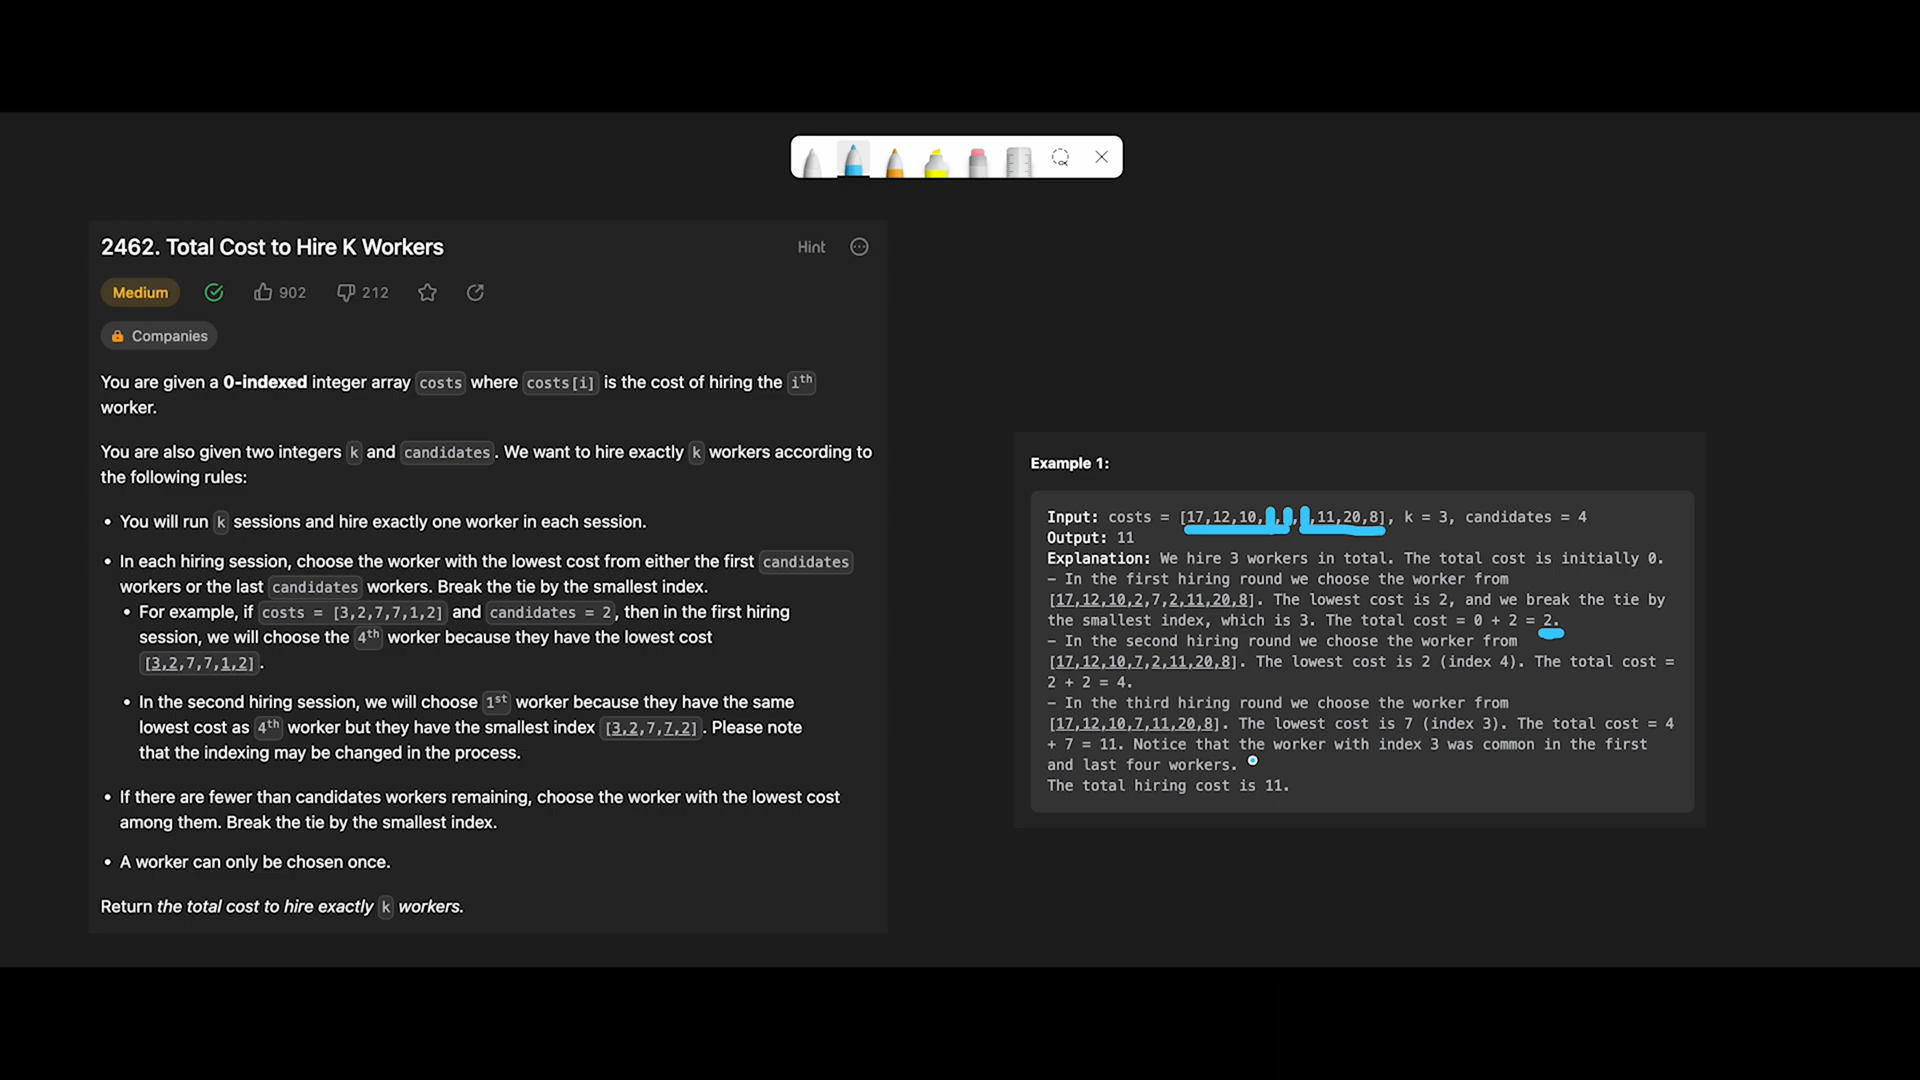 2462. Total Cost to Hire K Workers
Hint
Medium
902
212
Companies
You are given a 0-indexed integer array costs where costs[i] is the cost of hiring the ith
worker.
You are also given two integers k and candidates. We want to hire exactly k workers according to
the following rules:
• You will run k sessions and hire exactly one worker in each session.
• In each hiring session, choose the worker with the lowest cost from either the first candidates
workers or the last candidates workers. Break the tie by the smallest index.
• For example, if costs = [3,2,7,7,1,2] and candidates = 2, then in the first hiring
session, we will choose the 4th worker because they have the lowest cost
[3,2,7,7,1,2].
• In the second hiring session, we will choose 1st worker because they have the same
lowest cost as 4th worker but they have the smallest index [3,2,7,7,2]. Please note
that the indexing may be changed in the process.
• If there are fewer than candidates workers remaining, choose the worker with the lowest cost
among them. Break the tie by the smallest index.
• A worker can only be chosen once.
Return the total cost to hire exactly k workers.
Example 1:
Input: costs = [17,12,10, , ,11,20,8], k = 3, candidates = 4
Output: 11
Explanation: We hire 3 workers in total. The total cost is initially 0.
– In the first hiring round we choose the worker from
[17,12,10,2,7,2,11,20,8]. The lowest cost is 2, and we break the tie by
the smallest index, which is 3. The total cost = 0 + 2 = 2.
– In the second hiring round we choose the worker from
[17,12,10,7,2,11,20,8]. The lowest cost is 2 (index 4). The total cost =
2 + 2 = 4.
– In the third hiring round we choose the worker from
[17,12,10,7,11,20,8]. The lowest cost is 7 (index 3). The total cost = 4
+ 7 = 11. Notice that the worker with index 3 was common in the first
and last four workers.
The total hiring cost is 11.